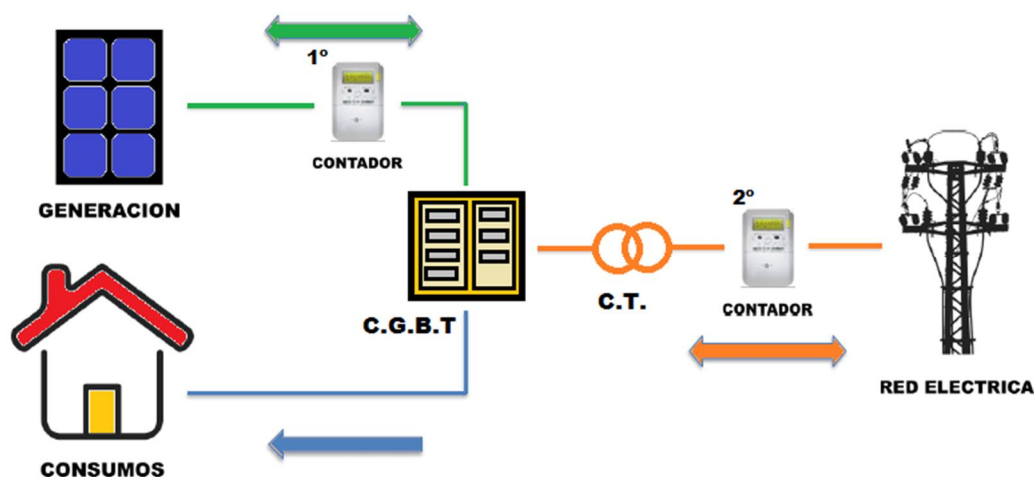 1º
CONTADOR
GENERACION
2º
C.G.B.T
C.T.
CONTADOR
RED ELECTRICA
CONSUMOS